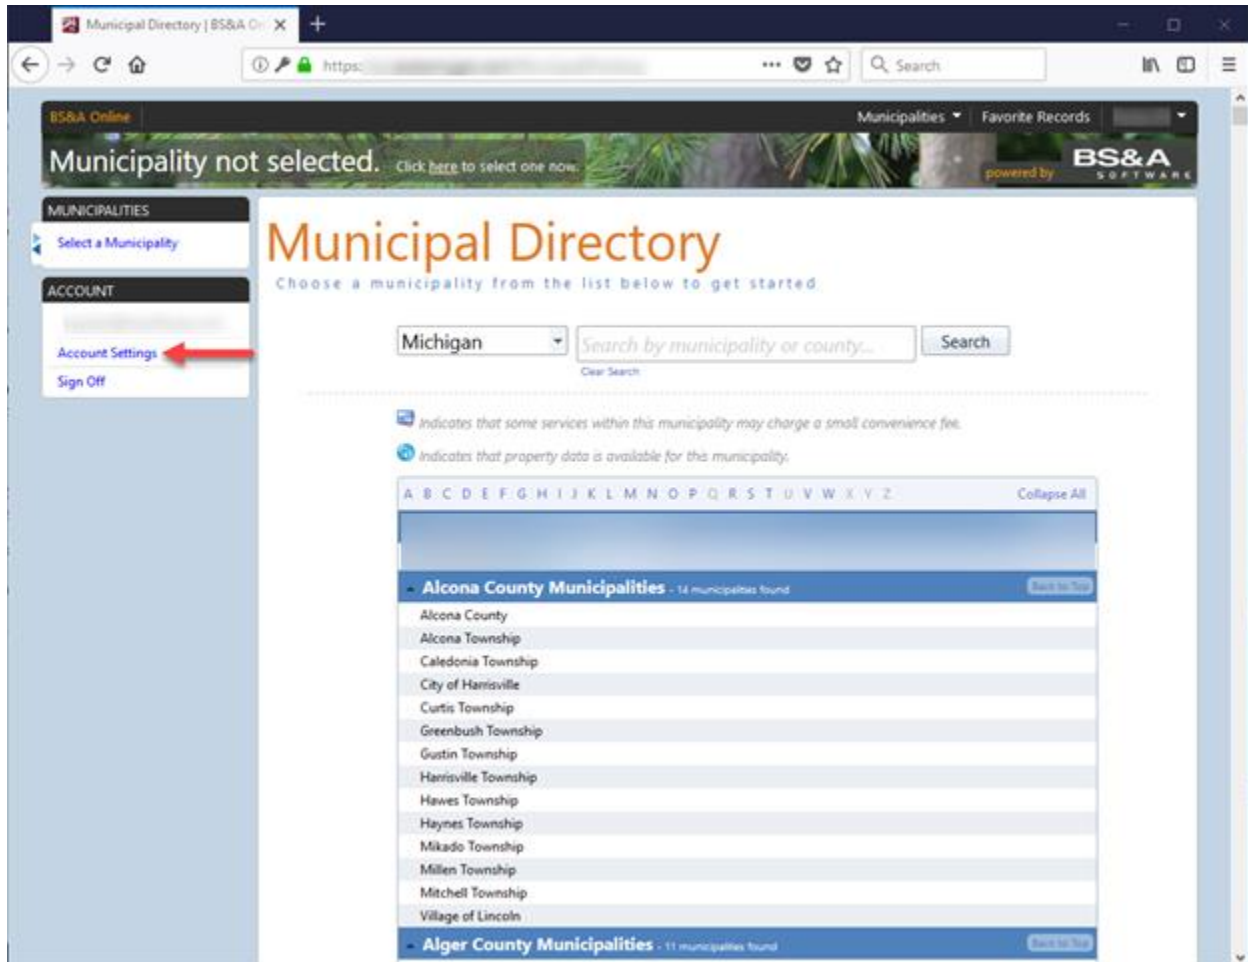 Municipal Directory | BS&A O
https:
Search
BS&A Online
Municipalities
Favorite Records
Municipality not selected. Click here to select one now.
powered by
BS&A
SOFTWARE
MUNICIPALITIES
Select a Municipality
ACCOUNT
Account Settings
Sign Off
Municipal Directory
Choose a municipality from the list below to get started
Michigan
Search by municipality or county...
Search
Clear Search
Indicates that some services within this municipality may charge a small convenience fee.
Indicates that property data is available for this municipality.
A B C D E F G H I J K L M N O P Q R S T U V W X Y Z
Collapse All
Alcona County Municipalities - 14 municipalities found
Back to Top
Alcona County
Alcona Township
Caledonia Township
City of Harrisville
Curtis Township
Greenbush Township
Gustin Township
Harrisville Township
Hawes Township
Haynes Township
Mikado Township
Millen Township
Mitchell Township
Village of Lincoln
Alger County Municipalities - 11 municipalities found
Back to Top